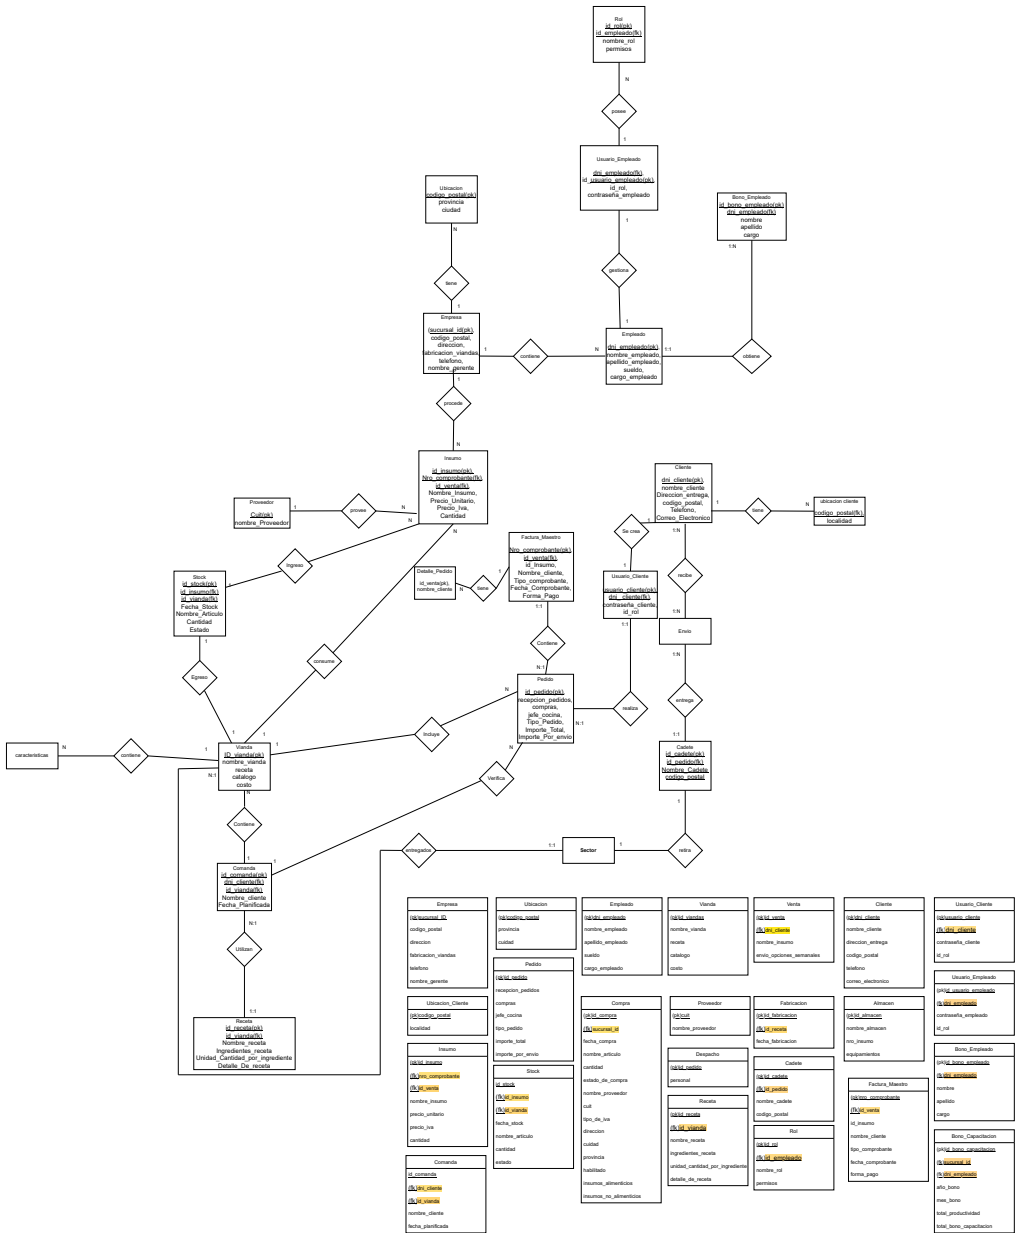 Rol
id_rol(pk)
id_empleado(fk)
nombre_rol
permisos
N
posee
1
Usuario_Empleado
dni_empleado(fk),
id_usuario_empleado(pk),
id_rol,
contraseña_empleado
1
gestiona
1
Bono_Empleado
id_bono_empleado(pk)
dni_empleado(fk)
nombre
apellido
cargo
1:N
obtiene
1:1
Ubicacion
codigo_postal(pk)
provincia
ciudad
N
tiene
1
Empresa
(sucursal_id(pk),
codigo_postal,
direccion,
fabricacion_viandas,
telefono,
nombre_gerente
1
contiene
N
Empleado
dni_empleado(pk),
nombre_empleado,
apellido_empleado,
sueldo,
cargo_empleado
1
procede
N
Insumo
id_insumo(pk),
Nro_comprobante(fk)
id_venta(fk),
Nombre_Insumo,
Precio_Unitario,
Precio_Iva,
Cantidad
Proveedor
Cuit(pk)
nombre_Proveedor
1
provee
N
N
Ingreso
1
N
Stock
id_stock(pk)
id_insumo(fk)
id_vianda(fk)
Fecha_Stock
Nombre_Artículo
Cantidad
Estado
1
Egreso
1
consume
1
Detalle_Pedido
id_venta(pk),
nombre_cliente
N
tiene
1
Factura_Maestro
Nro_comprobante(pk),
id_venta(fk),
id_Insumo,
Nombre_cliente,
Tipo_comprobante,
Fecha_Comprobante,
Forma_Pago
1:1
Contiene
N:1
Cliente
dni_cliente(pk),
nombre_cliente
Direccion_entrega,
codigo_postal,
Telefono,
Correo_Electronico
1
tiene
N
ubicacion cliente
codigo_postal(fk),
localidad
1
Se crea
1
Usuario_Cliente
usuario_cliente(pk),
dni_ cliente(fk),
contraseña_cliente,
id_rol
1:1
1:N
recibe
1:N
Envio
1:N
entrega
1:1
realiza
N:1
Pedido
id_pedido(pk),
recepcion_pedidos,
compras,
jefe_cocina,
Tipo_Pedido,
Importe_Total,
Importe_Por_envio
N
Incluye
1
N
Verifica
1
Cadete
id_cadete(pk)
id_pedido(fk)
Nombre_Cadete
codigo_postal
1
retira
1
Sector
1:1
entregados
N:1
caracteristicas
N
contiene
1
Vianda
ID_vianda(pk)
nombre_vianda
receta
catalogo
costo
N
Contiene
1
Comanda
id_comanda(pk)
dni_cliente(fk)
id_vianda(fk)
Nombre_cliente
Fecha_Planificada
N:1
Utilizan
1:1
Receta
id_receta(pk)
id_vianda(fk)
Nombre_receta
Ingredientes_receta
Unidad_Cantidad_por_ingrediente
Detalle_De_receta
Empresa
(pk)sucursal_ID
codigo_postal
direccion
fabricacion_viandas
telefono
nombre_gerente
Ubicacion
(pk)codigo_postal
provincia
cuidad
Empleado
(pk)dni_empleado
nombre_empleado
apellido_empleado
sueldo
cargo_empleado
Vianda
(pk)id_viandas
nombre_vianda
receta
catalogo
costo
Venta
(pk)id_venta
(fk)dni_cliente
nombre_insumo
envio_opciones_semanales
Cliente
(pk)dni_cliente
nombre_cliente
direccion_entrega
codigo_postal
telefono
correo_electronico
Usuario_Cliente
(pk)usuario_cliente
(fk)dni_cliente
contraseña_cliente
id_rol
Pedido
(pk)id_pedido
recepcion_pedidos
compras
jefe_cocina
tipo_pedido
importe_total
importe_por_envio
Usuario_Empleado
(pk)id_usuario_empleado
(fk)dni_empleado
contraseña_empleado
id_rol
Ubicacion_Cliente
(pk)codigo_postal
localidad
Compra
(pk)id_compra
(fk)sucursal_id
fecha_compra
nombre_articulo
cantidad
estado_de_compra
nombre_proveedor
cuit
tipo_de_iva
direccion
cuidad
provincia
habilitado
insumos_alimenticios
insumos_no_alimenticios
Proveedor
(pk)cuit
nombre_proveedor
Fabricacion
(pk)id_fabricacion
(fk)id_receta
fecha_fabricacion
Almacen
(pk)id_almacen
nombre_almacen
nro_insumo
equipamientos
Insumo
(pk)id_insumo
(fk)nro_comprobante
(fk)id_venta
nombre_insumo
precio_unitario
precio_iva
cantidad
Stock
id_stock
(fk)id_insumo
(fk)id_vianda
fecha_stock
nombre_articulo
cantidad
estado
Despacho
(pk)id_pedido
personal
Cadete
(pk)id_cadete
(fk)id_pedido
nombre_cadete
codigo_postal
Bono_Empleado
(pk)id_bono_empleado
(fk)dni_empleado
nombre
apellido
cargo
Receta
(pk)id_receta
(fk)id_vianda
nombre_receta
ingredientes_receta
unidad_cantidad_por_ingrediente
detalle_de_receta
Rol
(pk)id_rol
(fk)id_empleado
nombre_rol
permisos
Factura_Maestro
(pk)nro_comprobante
(fk)id_venta
id_insumo
nombre_cliente
tipo_comprobante
fecha_comprobante
forma_pago
Bono_Capacitacion
(pk)id_bono_capacitacion
(fk)sucursal_id
(fk)dni_empleado
año_bono
mes_bono
total_productividad
total_bono_capacitacion
Comanda
id_comanda
(fk)dni_cliente
(fk)id_vianda
nombre_cliente
fecha_planificada